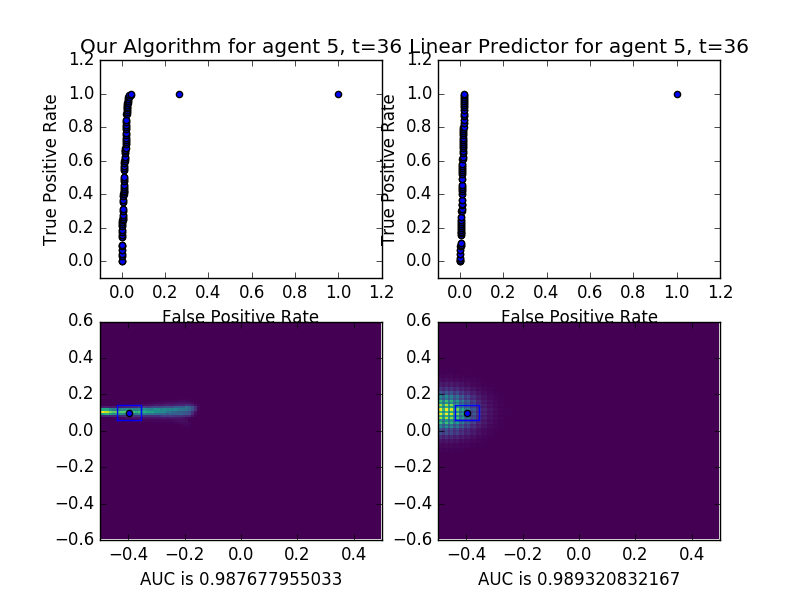 Our Algorithm for agent 5, t=36
Linear Predictor for agent 5, t=36
1.2
1.0
0.8
0.6
0.4
0.2
0.0
True Positive Rate
0.0 0.2 0.4 0.6 0.8 1.0 1.2
False Positive Rate
1.2
1.0
0.8
0.6
0.4
0.2
0.0
True Positive Rate
0.0 0.2 0.4 0.6 0.8 1.0 1.2
False Positive Rate
0.6
0.4
0.2
0.0
−0.2
−0.4
−0.6
−0.4 −0.2 0.0 0.2 0.4
AUC is 0.987677955033
0.6
0.4
0.2
0.0
−0.2
−0.4
−0.6
−0.4 −0.2 0.0 0.2 0.4
AUC is 0.989320832167